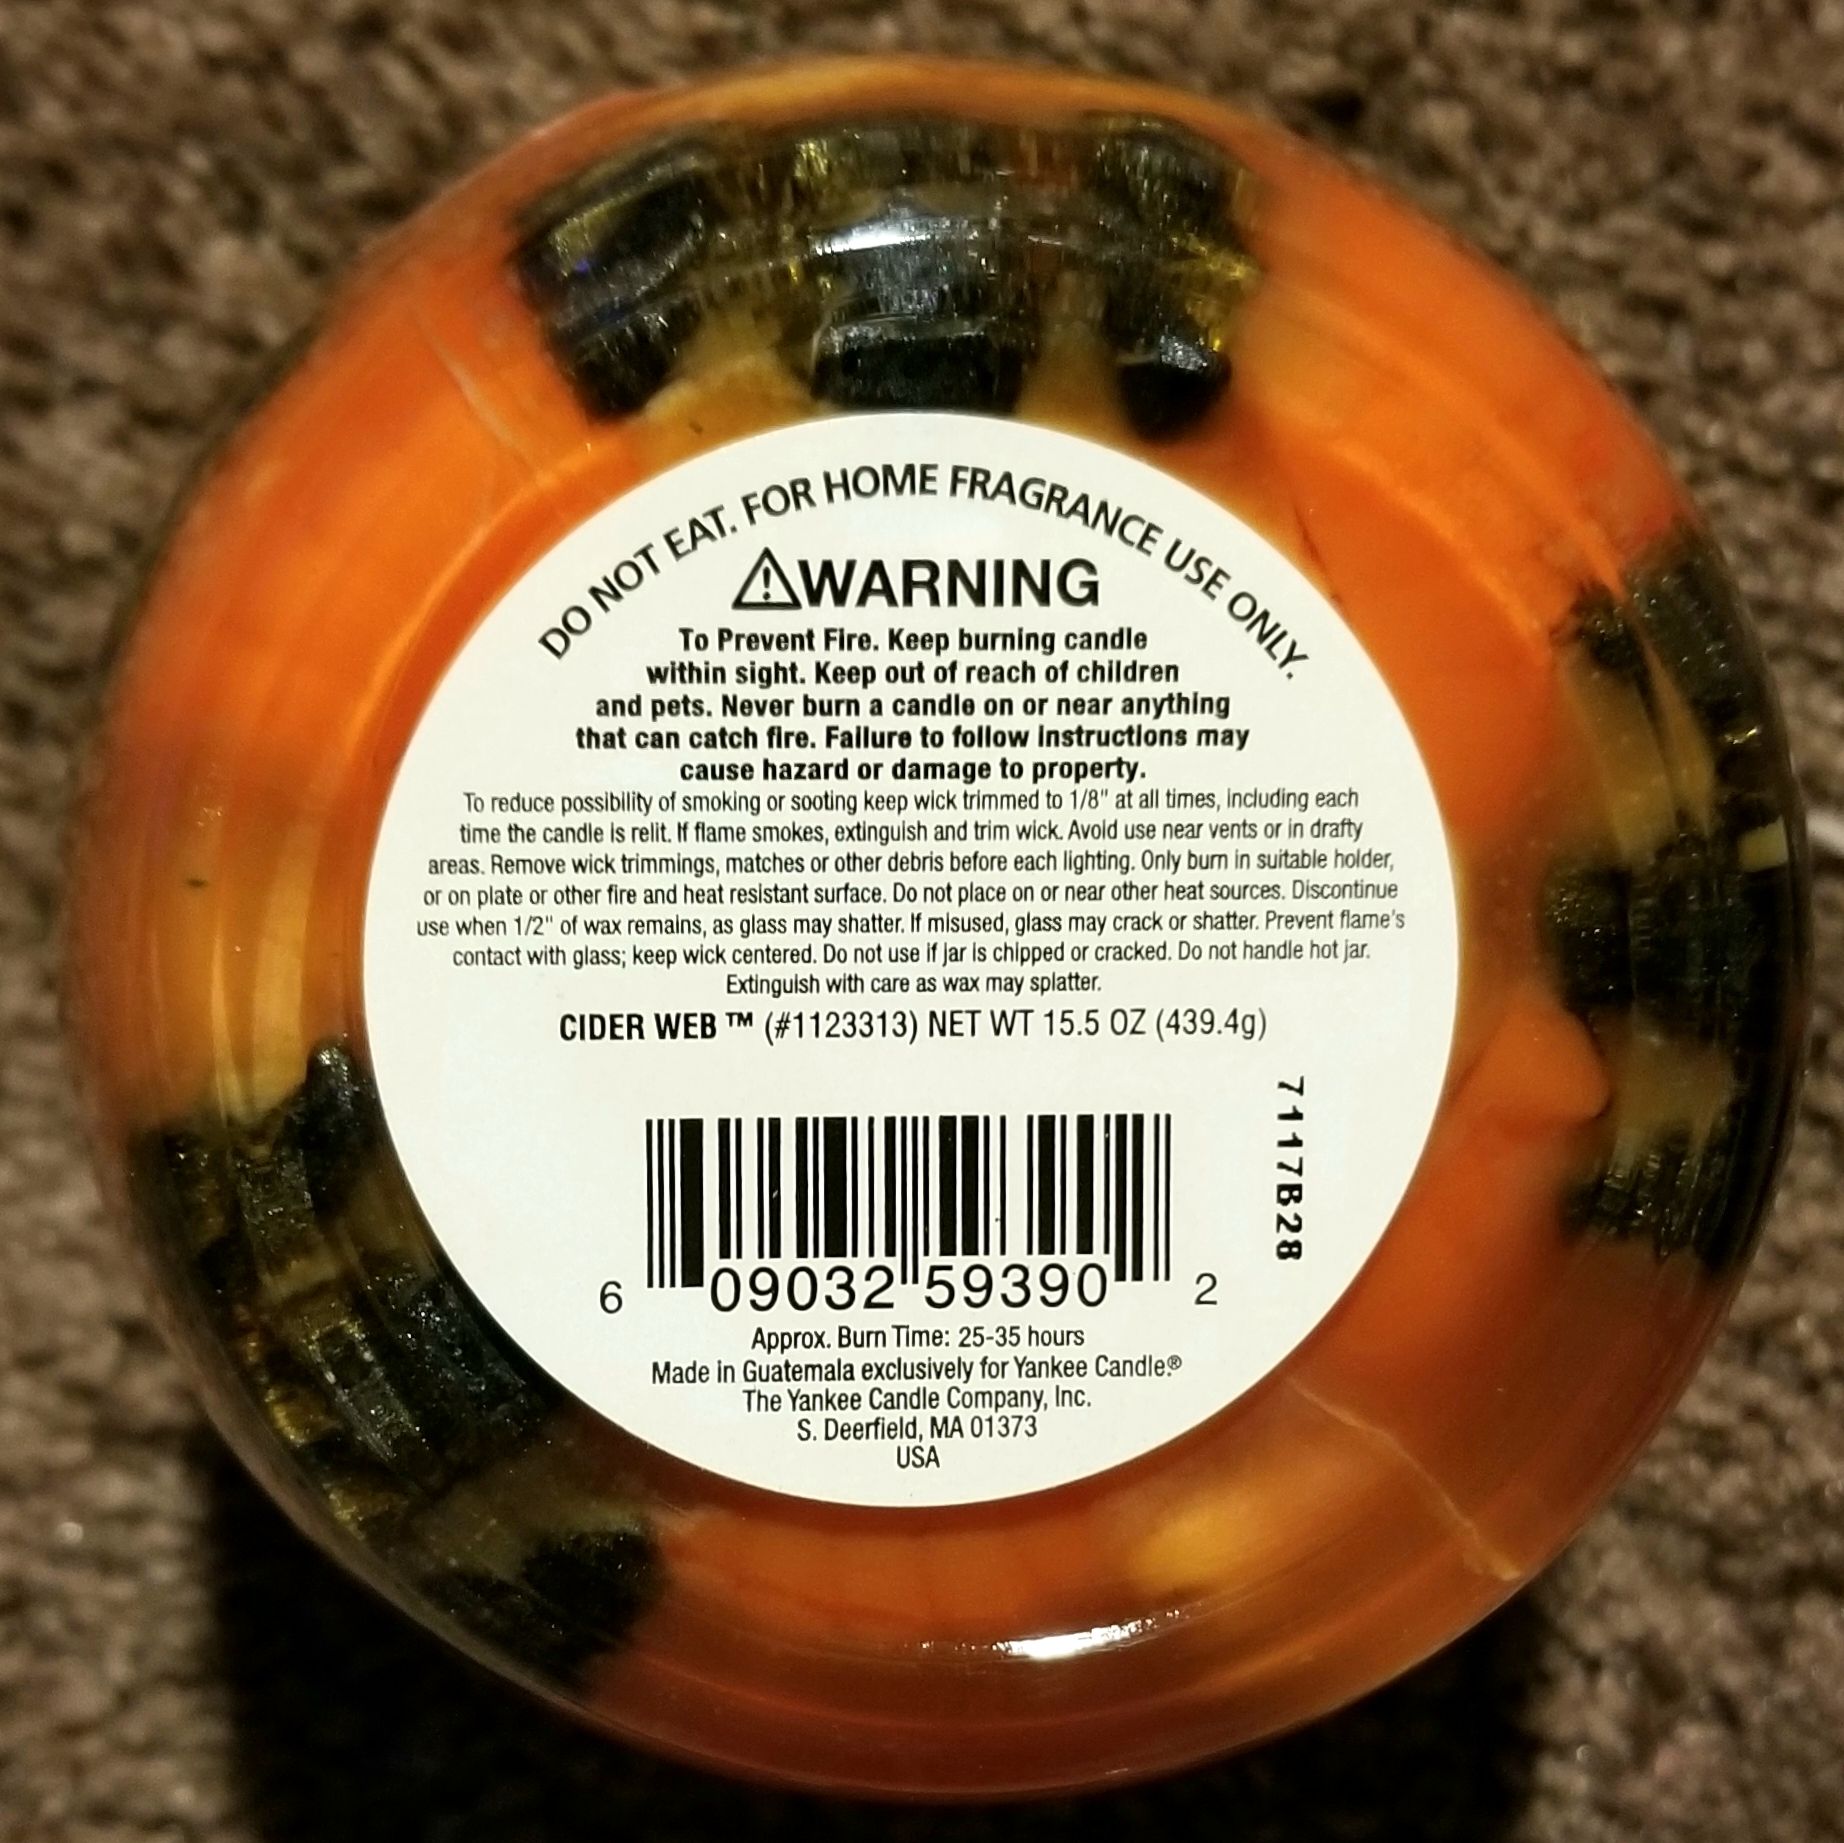 DO NOT EAT. FOR HOME FRAGRANCE USE ONLY.
⚠WARNING
To Prevent Fire. Keep burning candle
within sight. Keep out of reach of children
and pets. Never burn a candle on or near anything
that can catch fire. Failure to follow instructions may
cause hazard or damage to property.
To reduce possibility of smoking or sooting keep wick trimmed to 1/8" at all times, including each
time the candle is relit. If flame smokes, extinguish and trim wick. Avoid use near vents or in drafty
areas. Remove wick trimmings, matches or other debris before each lighting. Only burn in suitable holder,
or on plate or other fire and heat resistant surface. Do not place on or near other heat sources. Discontinue
use when 1/2" of wax remains, as glass may shatter. If misused, glass may crack or shatter. Prevent flame's
contact with glass; keep wick centered. Do not use if jar is chipped or cracked. Do not handle hot jar.
Extinguish with care as wax may splatter.
CIDER WEB ™ (#1123313) NET WT 15.5 OZ (439.4g)
7117B28
6 09032 59390 2
Approx. Burn Time: 25-35 hours
Made in Guatemala exclusively for Yankee Candle®
The Yankee Candle Company, Inc.
S. Deerfield, MA 01373
USA